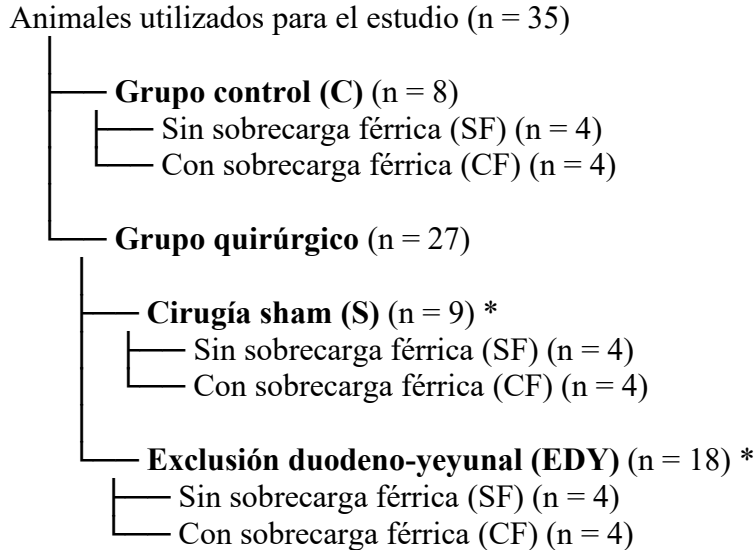 Animales utilizados para el estudio (n = 35)
Grupo control (C) (n = 8)
Sin sobrecarga férrica (SF) (n = 4)
Con sobrecarga férrica (CF) (n = 4)
Grupo quirúrgico (n = 27)
Cirugía sham (S) (n = 9) *
Sin sobrecarga férrica (SF) (n = 4)
Con sobrecarga férrica (CF) (n = 4)
Exclusión duodeno-yeyunal (EDY) (n = 18) *
Sin sobrecarga férrica (SF) (n = 4)
Con sobrecarga férrica (CF) (n = 4)